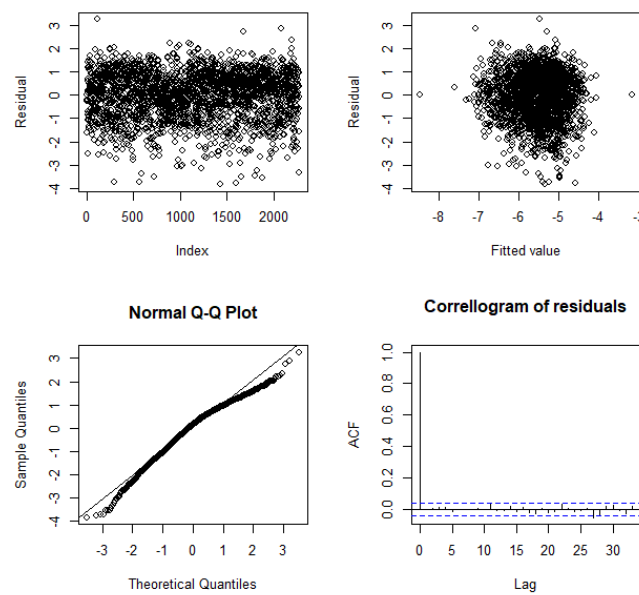 Residual
3
2
1
0
-1
-2
-3
-4
0 500 1000 1500 2000
Index
Residual
3
2
1
0
-1
-2
-3
-4
-8 -7 -6 -5 -4 -3
Fitted value
Normal Q-Q Plot
Sample Quantiles
3
2
1
0
-1
-2
-3
-4
-3 -2 -1 0 1 2 3
Theoretical Quantiles
Correllogram of residuals
ACF
1.0
0.8
0.6
0.4
0.2
0.0
0 5 10 15 20 25 30
Lag